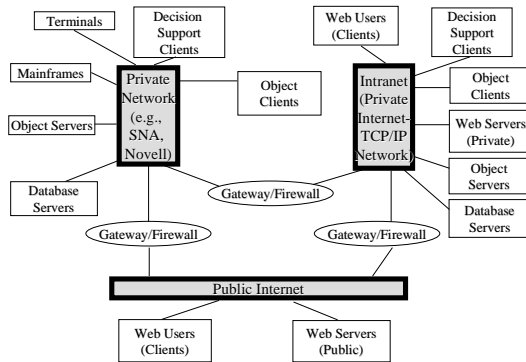 Terminals
Decision
Support
Clients
Mainframes
Private
Network
(e.g.,
SNA,
Novell)
Object
Clients
Object Servers
Database
Servers
Web Users
(Clients)
Decision
Support
Clients
Intranet
(Private
Internet-
TCP/IP
Network)
Object
Clients
Web Servers
(Private)
Object
Servers
Database
Servers
Gateway/Firewall
Gateway/Firewall
Gateway/Firewall
Public Internet
Web Users
(Clients)
Web Servers
(Public)